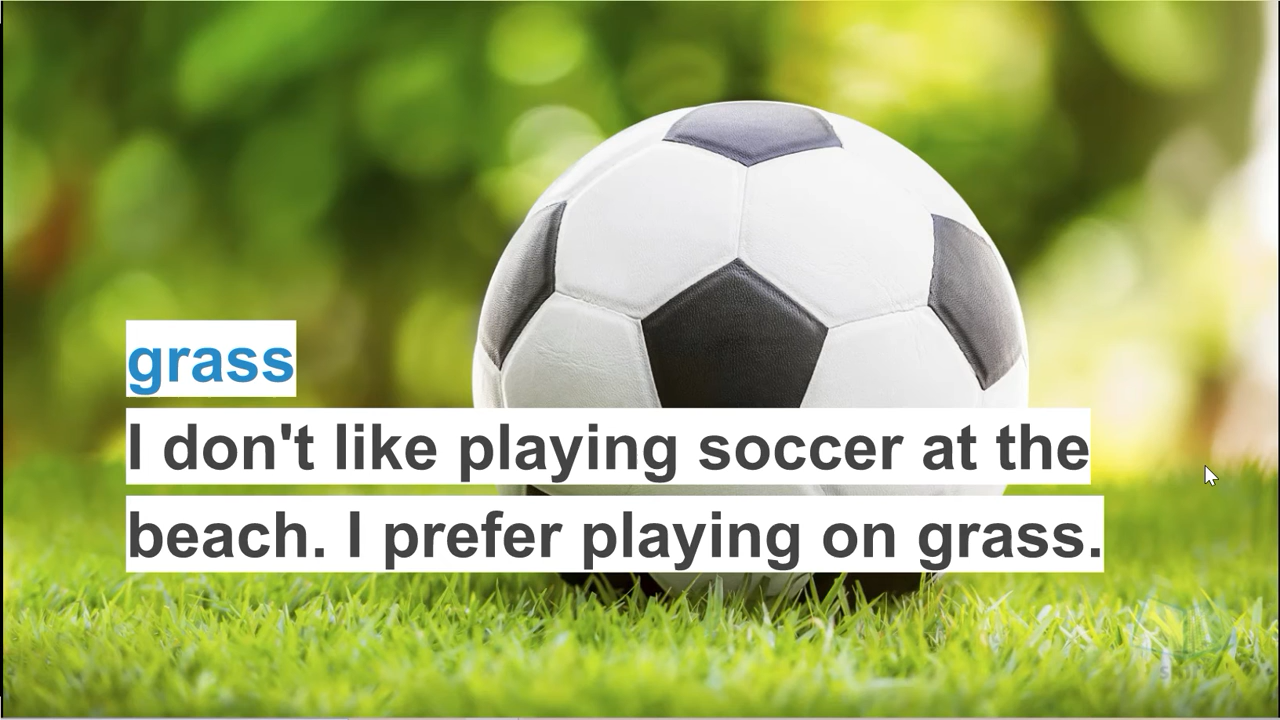 grass
I don't like playing soccer at the
beach. I prefer playing on grass.